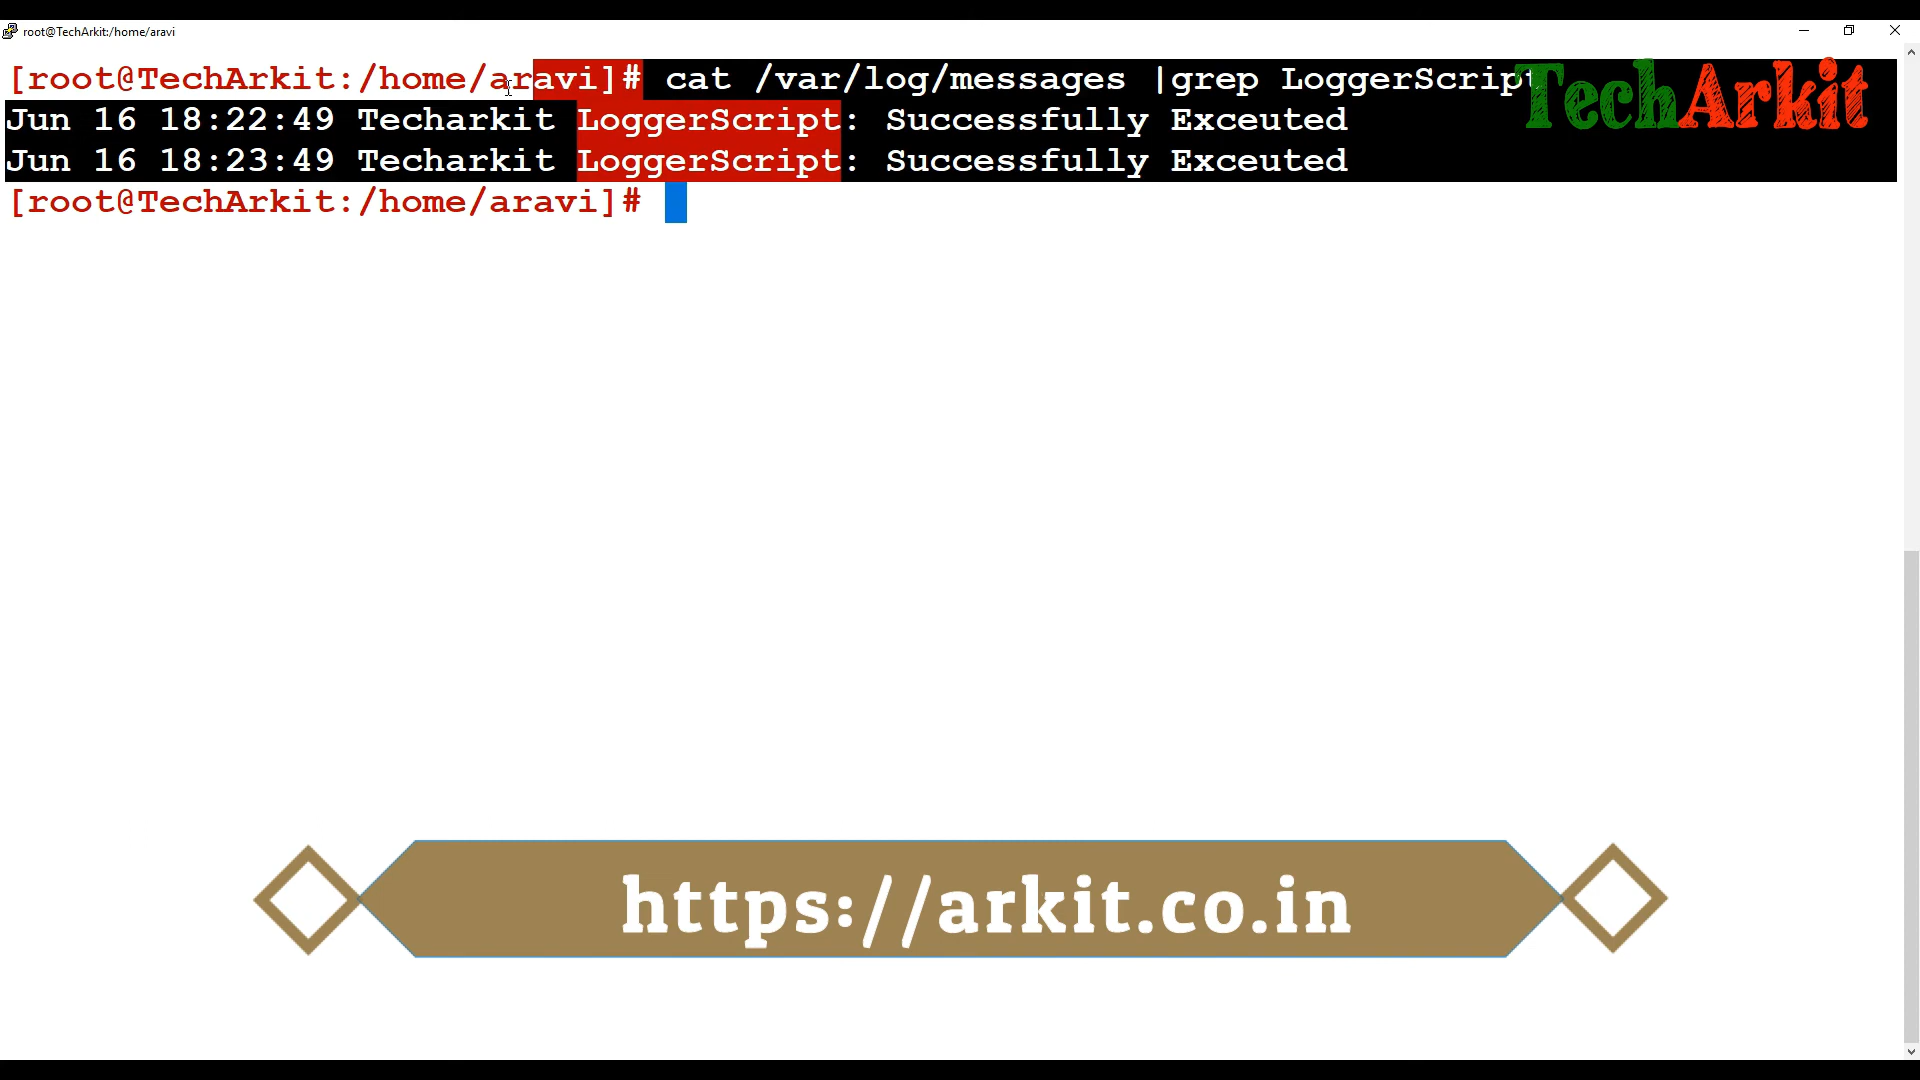 root@TechArkit:/home/aravi
[root@TechArkit:/home/aravi]# cat /var/log/messages |grep LoggerScript
TechArkit
Jun 16 18:22:49 Techarkit LoggerScript: Successfully Exceuted
Jun 16 18:23:49 Techarkit LoggerScript: Successfully Exceuted
[root@TechArkit:/home/aravi]#
https://arkit.co.in